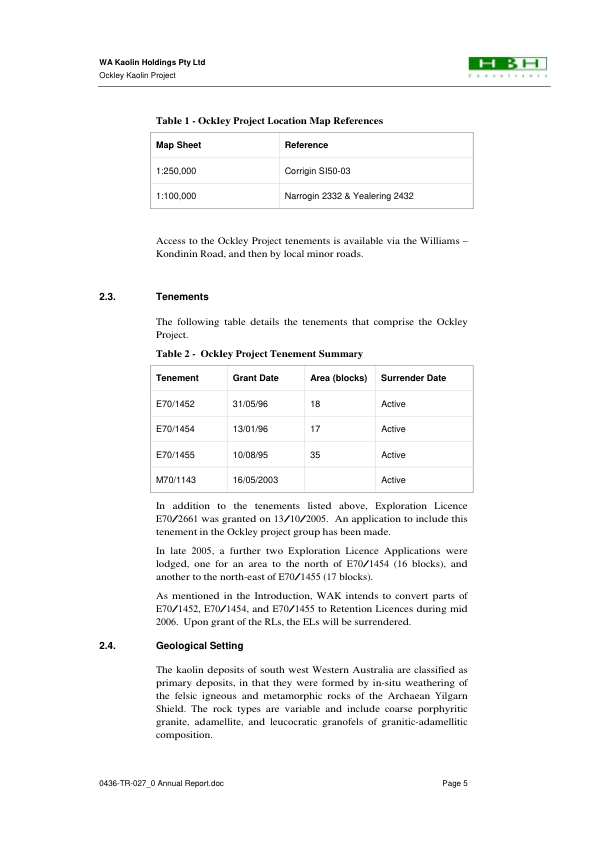 WA Kaolin Holdings Pty Ltd
Ockley Kaolin Project
HBH
Consultants
Table 1 - Ockley Project Location Map References
Map Sheet Reference
1:250,000 Corrigin SI50-03
1:100,000 Narrogin 2332 & Yealering 2432
Access to the Ockley Project tenements is available via the Williams –
Kondinin Road, and then by local minor roads.
2.3. Tenements
The following table details the tenements that comprise the Ockley
Project.
Table 2 - Ockley Project Tenement Summary
Tenement Grant Date Area (blocks) Surrender Date
E70/1452 31/05/96 18 Active
E70/1454 13/01/96 17 Active
E70/1455 10/08/95 35 Active
M70/1143 16/05/2003 Active
In addition to the tenements listed above, Exploration Licence
E70/2661 was granted on 13/10/2005. An application to include this
tenement in the Ockley project group has been made.
In late 2005, a further two Exploration Licence Applications were
lodged, one for an area to the north of E70/1454 (16 blocks), and
another to the north-east of E70/1455 (17 blocks).
As mentioned in the Introduction, WAK intends to convert parts of
E70/1452, E70/1454, and E70/1455 to Retention Licences during mid
2006. Upon grant of the RLs, the ELs will be surrendered.
2.4. Geological Setting
The kaolin deposits of south west Western Australia are classified as
primary deposits, in that they were formed by in-situ weathering of
the felsic igneous and metamorphic rocks of the Archaean Yilgarn
Shield. The rock types are variable and include coarse porphyritic
granite, adamellite, and leucocratic granofels of granitic-adamellitic
composition.
0436-TR-027_0 Annual Report.doc Page 5